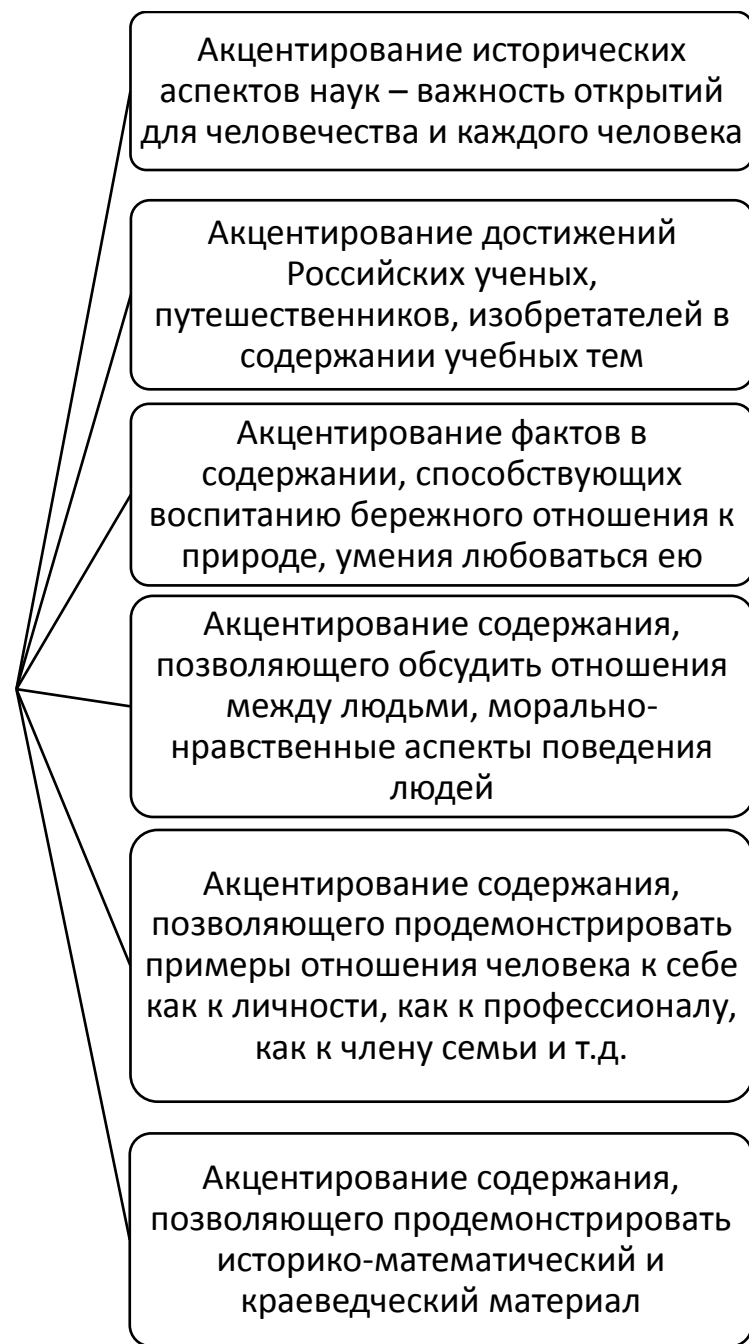 Акцентирование исторических
аспектов наук – важность открытий
для человечества и каждого человека
Акцентирование достижений
Российских ученых,
путешественников, изобретателей в
содержании учебных тем
Акцентирование фактов в
содержании, способствующих
воспитанию бережного отношения к
природе, умения любоваться ею
Акцентирование содержания,
позволяющего обсудить отношения
между людьми, морально-
нравственные аспекты поведения
людей
Акцентирование содержания,
позволяющего продемонстрировать
примеры отношения человека к себе
как к личности, как к профессионалу,
как к члену семьи и т.д.
Акцентирование содержания,
позволяющего продемонстрировать
историко-математический и
краеведческий материал